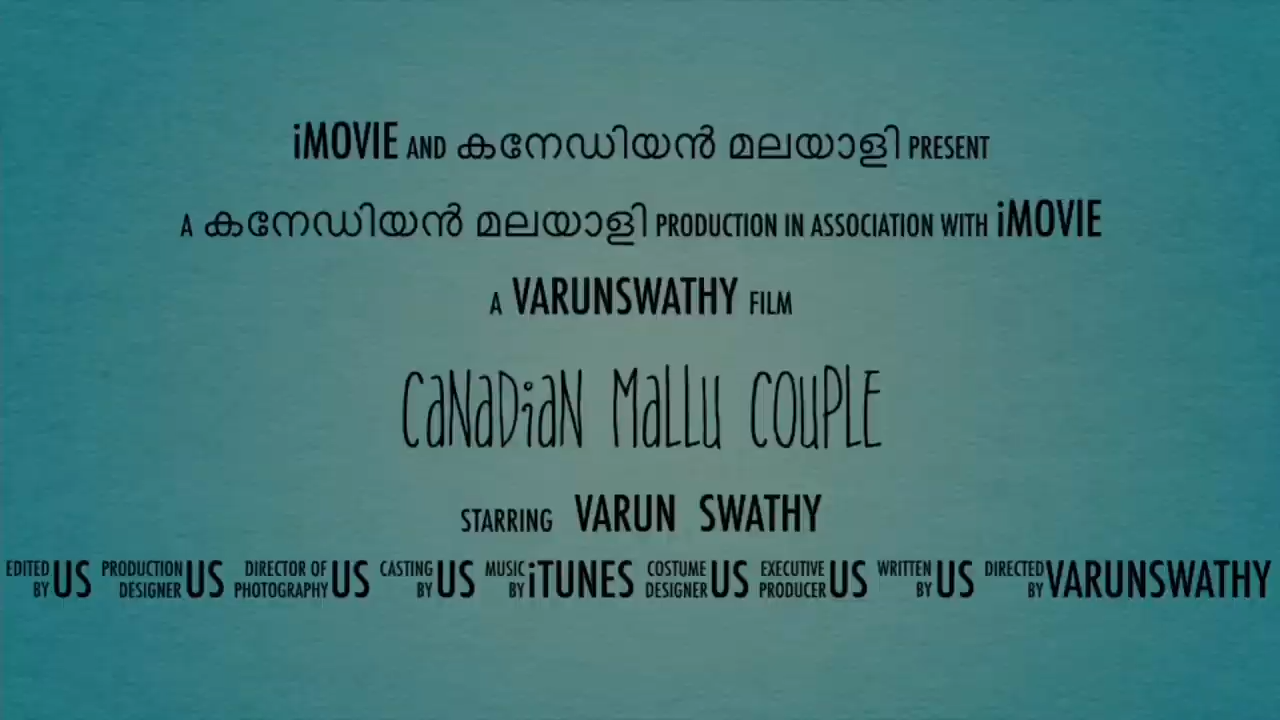 iMOVIE AND കനേഡിയൻ മലയാളി PRESENT
A കനേഡിയൻ മലയാളി PRODUCTION IN ASSOCIATION WITH iMOVIE
A VARUNSWATHY FILM
CaNaDiaN MaLLu COuPLE
STARRING VARUN SWATHY
EDITED BY US PRODUCTION DESIGNER US DIRECTOR OF PHOTOGRAPHY US CASTING BY US MUSIC BY iTUNES COSTUME DESIGNER US EXECUTIVE PRODUCER US WRITTEN BY US DIRECTED BY VARUNSWATHY